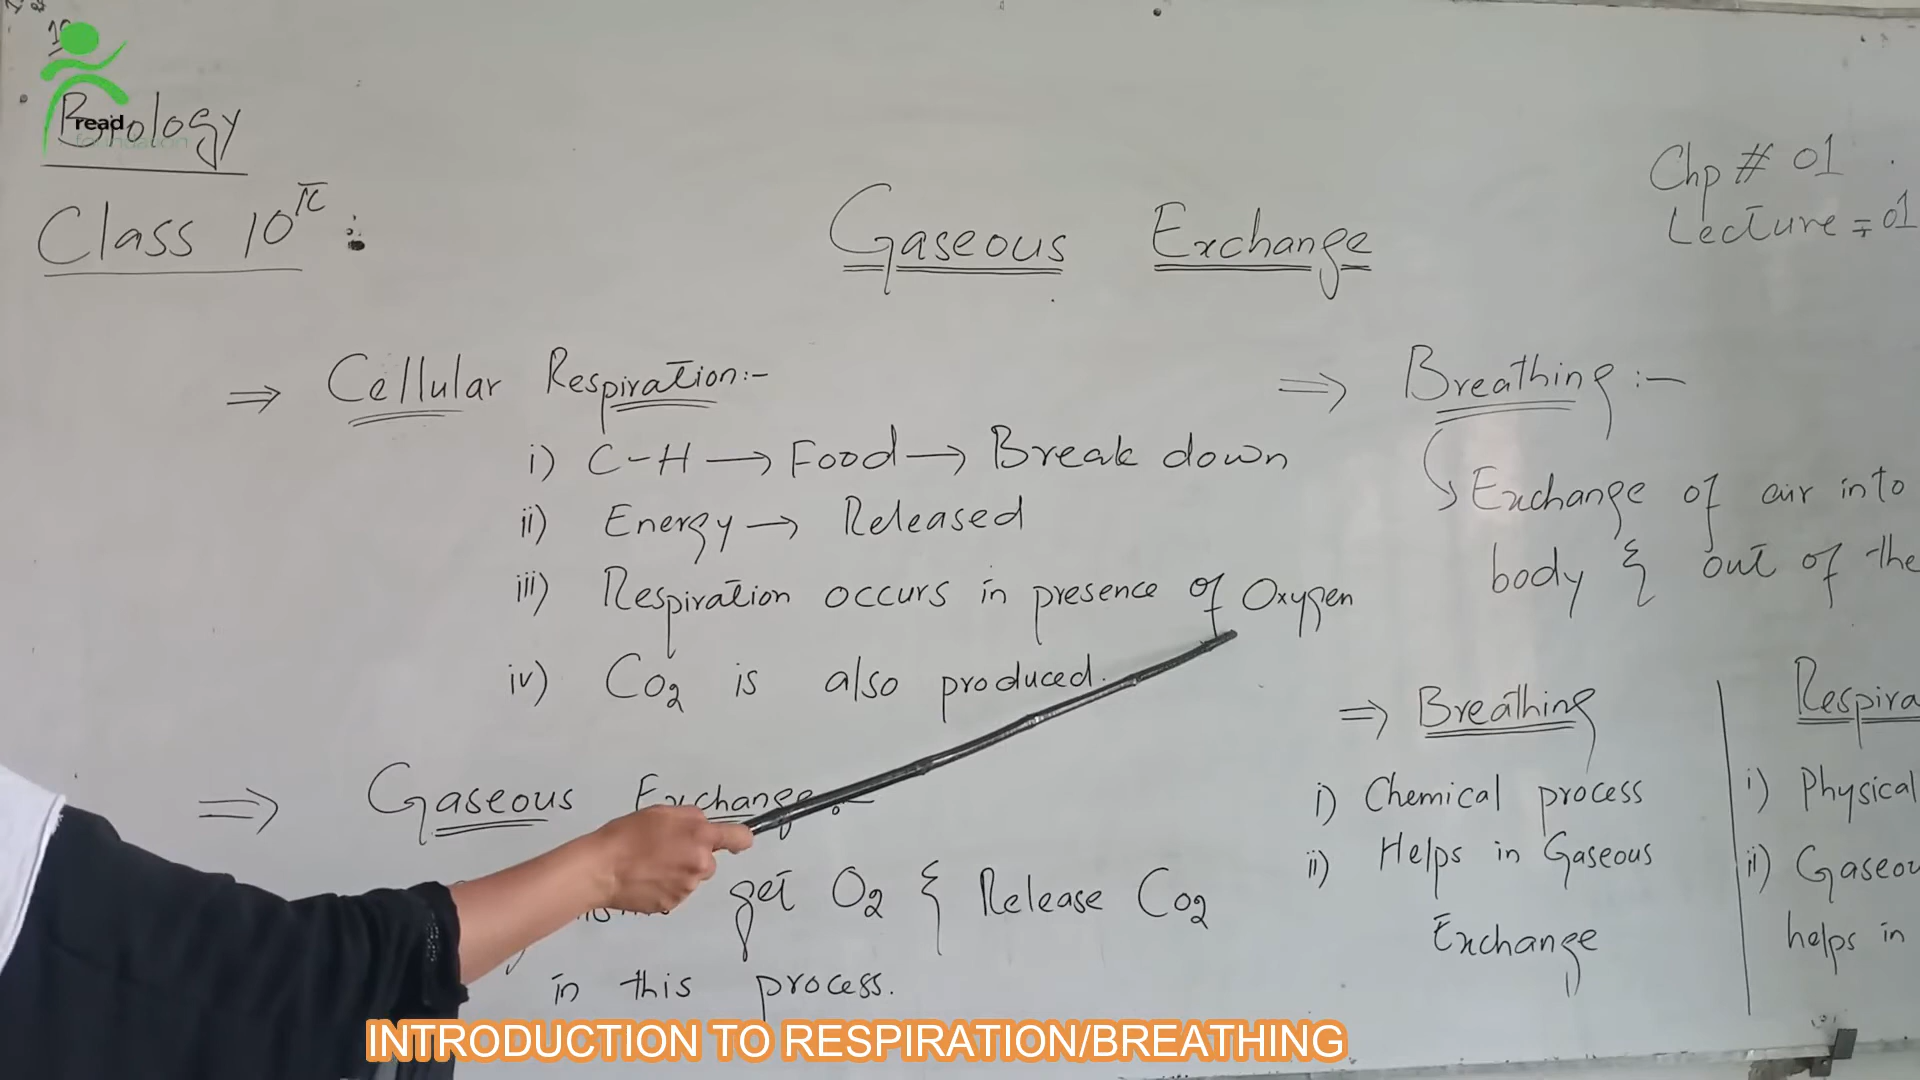 Biology
read
foundation
Class 10th :
Gaseous Exchange
Chp # 01
Lecture = 01
⇒ Cellular Respiration:-
i) C-H → Food → Break down
ii) Energy → Released
iii) Respiration occurs in presence of Oxygen
iv) Co2 is also produced.
⇒ Gaseous Exchange:-
get O2 & Release Co2
in this process.
⇒ Breathing :-
Exchange of air into
body & out of the
⇒ Breathing
i) Chemical process
ii) Helps in Gaseous
Exchange
Respira
i) Physical
ii) Gaseou
helps in
INTRODUCTION TO RESPIRATION/BREATHING